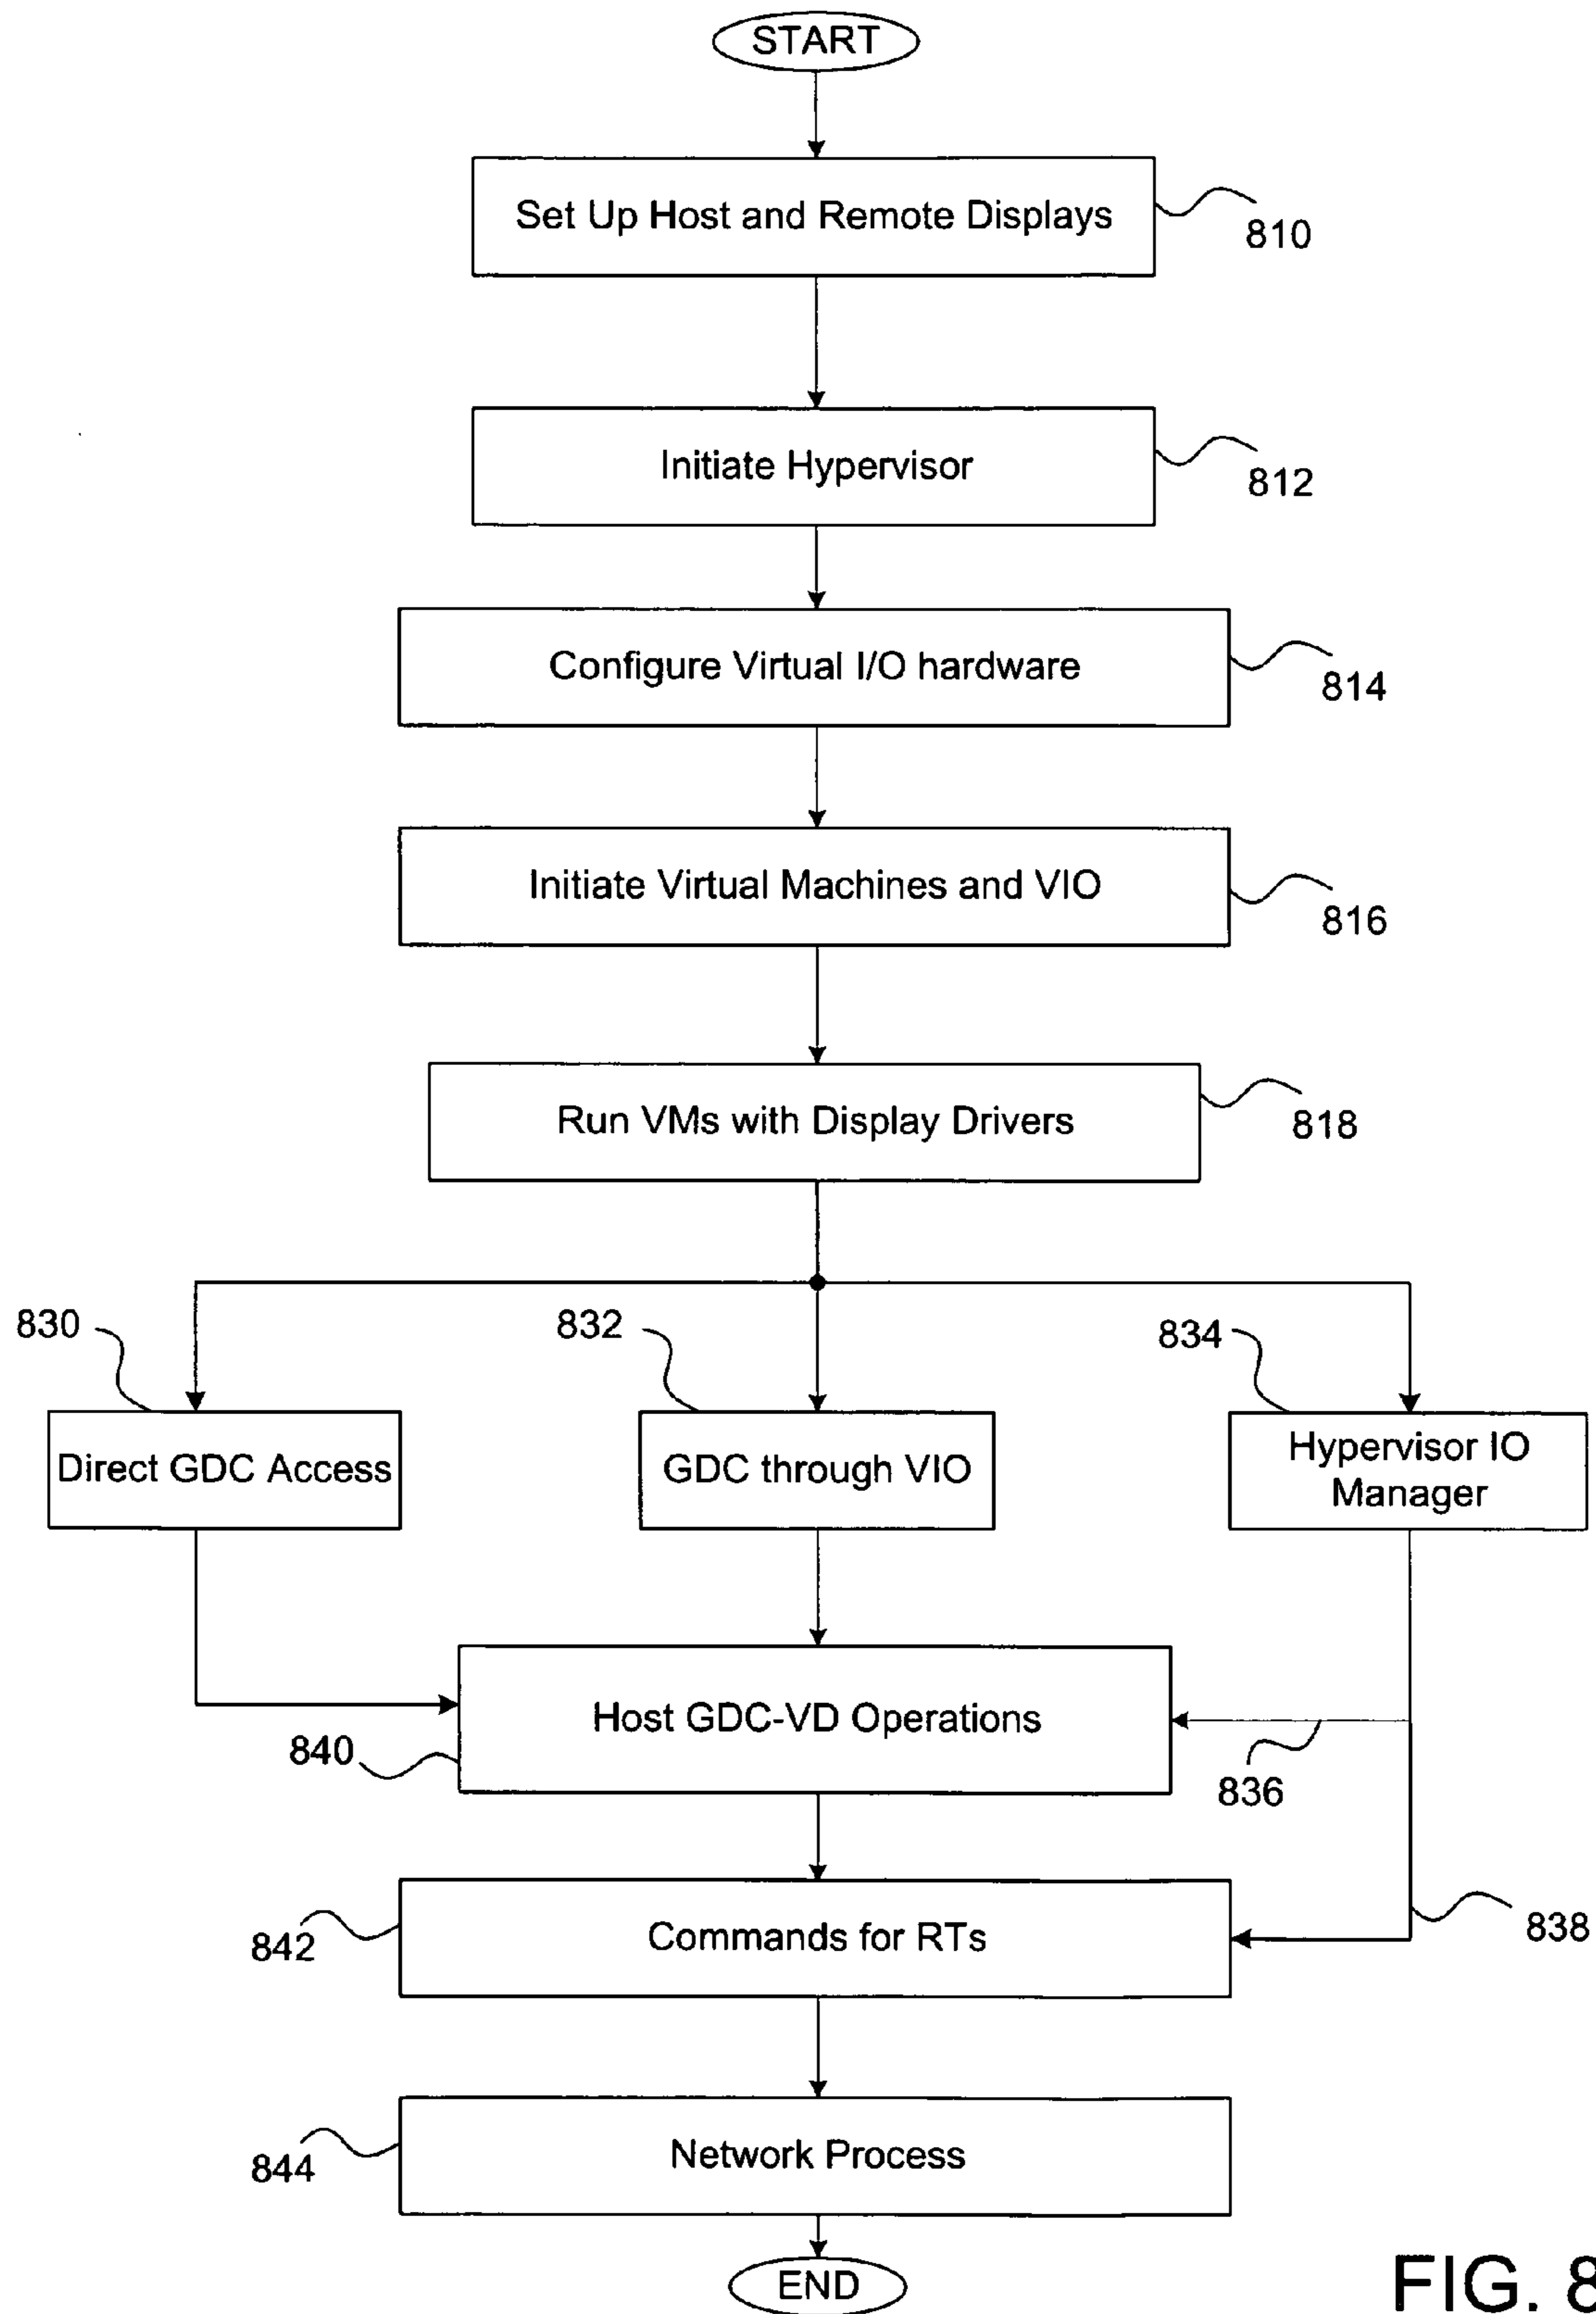 START
Set Up Host and Remote Displays
810
Initiate Hypervisor
812
Configure Virtual I/O hardware
814
Initiate Virtual Machines and VIO
816
Run VMs with Display Drivers
818
830
832
834
Direct GDC Access
GDC through VIO
Hypervisor IO
Manager
Host GDC-VD Operations
840
836
Commands for RTs
842
838
Network Process
844
END
FIG. 8